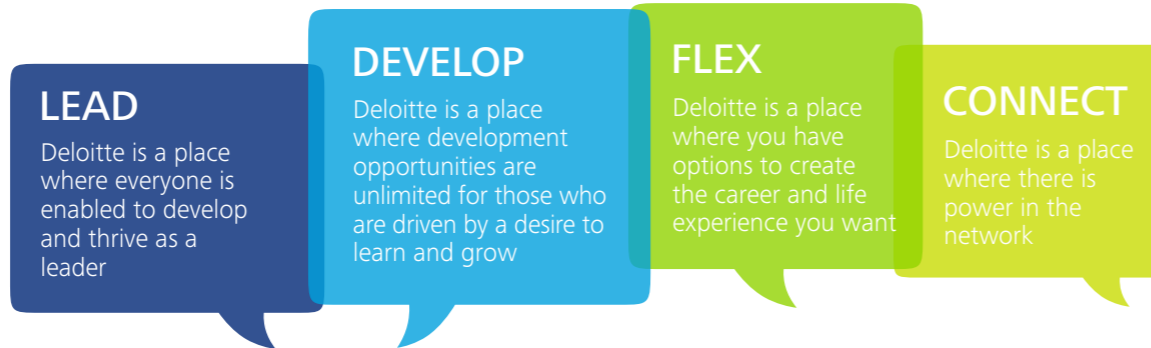 LEAD
Deloitte is a place
where everyone is
enabled to develop
and thrive as a
leader
DEVELOP
Deloitte is a place
where development
opportunities are
unlimited for those who
are driven by a desire to
learn and grow
FLEX
Deloitte is a place
where you have
options to create
the career and life
experience you want
CONNECT
Deloitte is a place
where there is
power in the
network